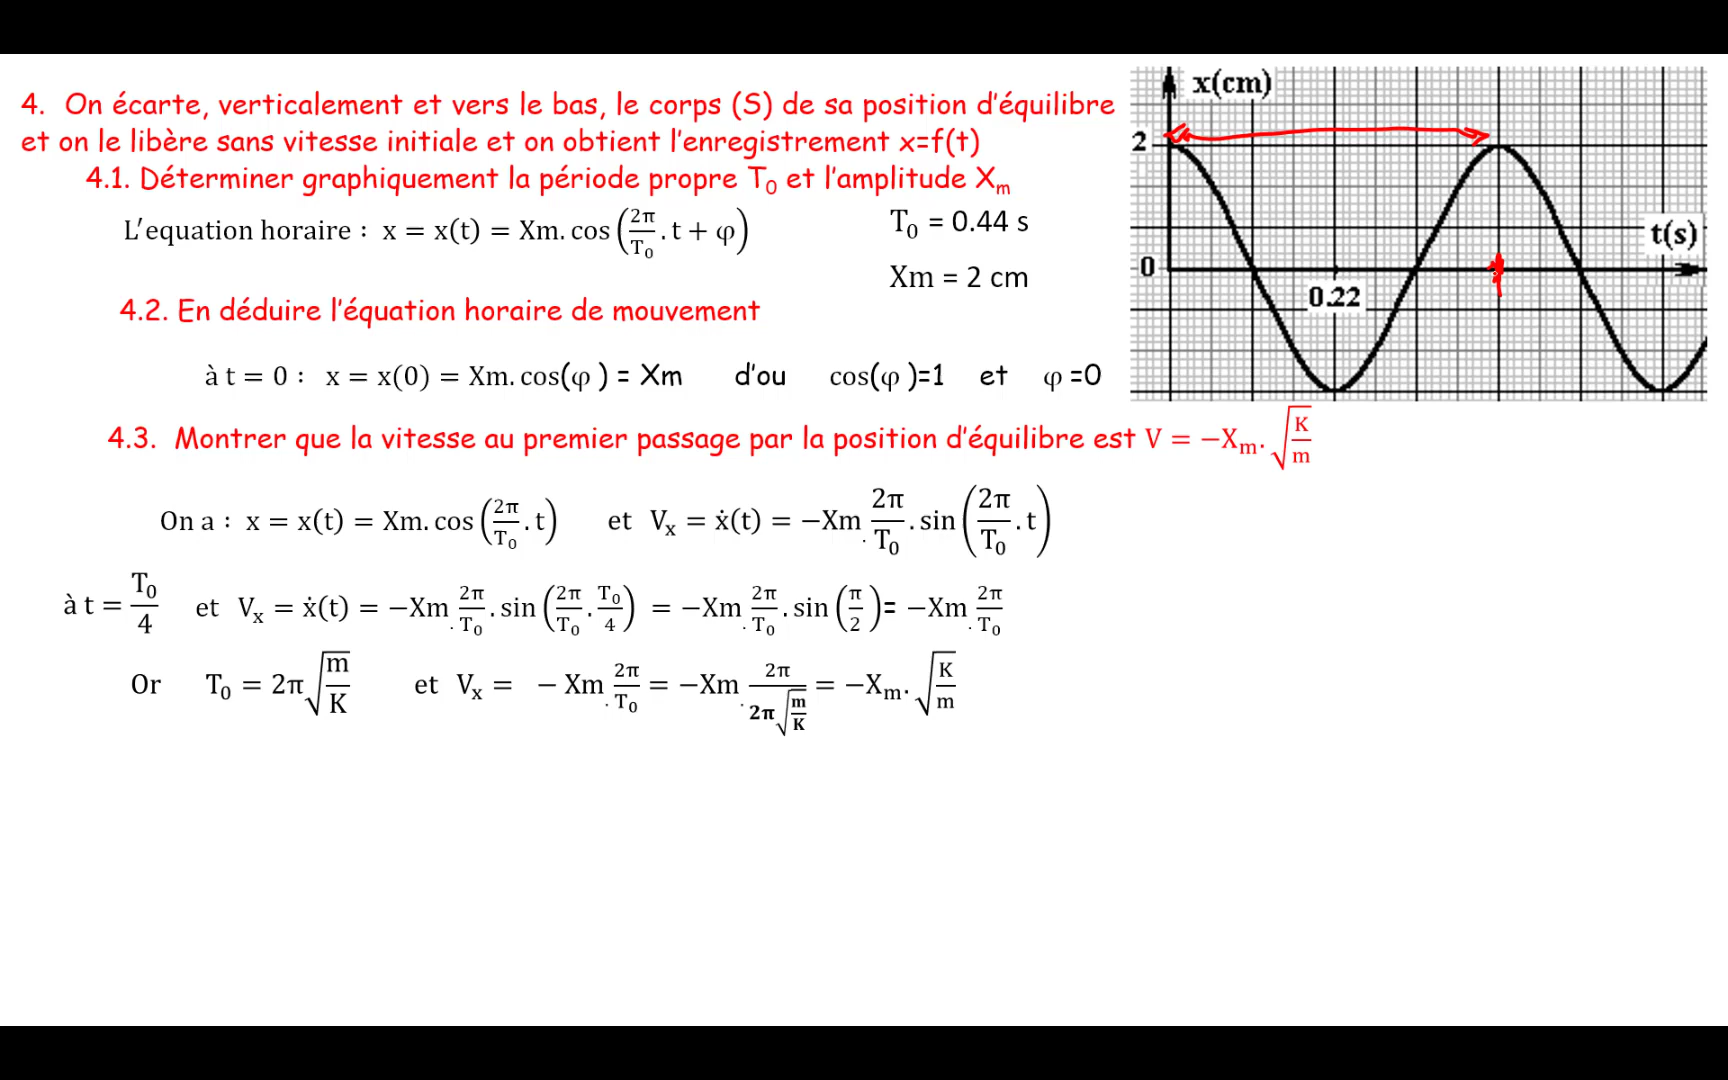 4. On écarte, verticalement et vers le bas, le corps (S) de sa position d'équilibre
et on le libère sans vitesse initiale et on obtient l'enregistrement x=f(t)
4.1. Déterminer graphiquement la période propre T₀ et l'amplitude Xₘ
L'equation horaire : x = x(t) = Xm. cos (2π/T₀ . t + φ)
T₀ = 0.44 s
Xm = 2 cm
4.2. En déduire l'équation horaire de mouvement
à t = 0 : x = x(0) = Xm. cos(φ ) = Xm d'ou cos(φ )=1 et φ =0
4.3. Montrer que la vitesse au premier passage par la position d'équilibre est V = −Xₘ. √(K/m)
On a : x = x(t) = Xm. cos (2π/T₀ . t) et Vₓ = ẋ(t) = −Xm 2π/T₀ . sin (2π/T₀ . t)
à t = T₀/4 et Vₓ = ẋ(t) = −Xm 2π/T₀ . sin (2π/T₀ . T₀/4) = −Xm 2π/T₀ . sin (π/2)= −Xm 2π/T₀
Or T₀ = 2π√(m/K) et Vₓ = − Xm 2π/T₀ = −Xm 2π/(2π√(m/K)) = −Xₘ. √(K/m)
x(cm)
2
t(s)
0
0.22